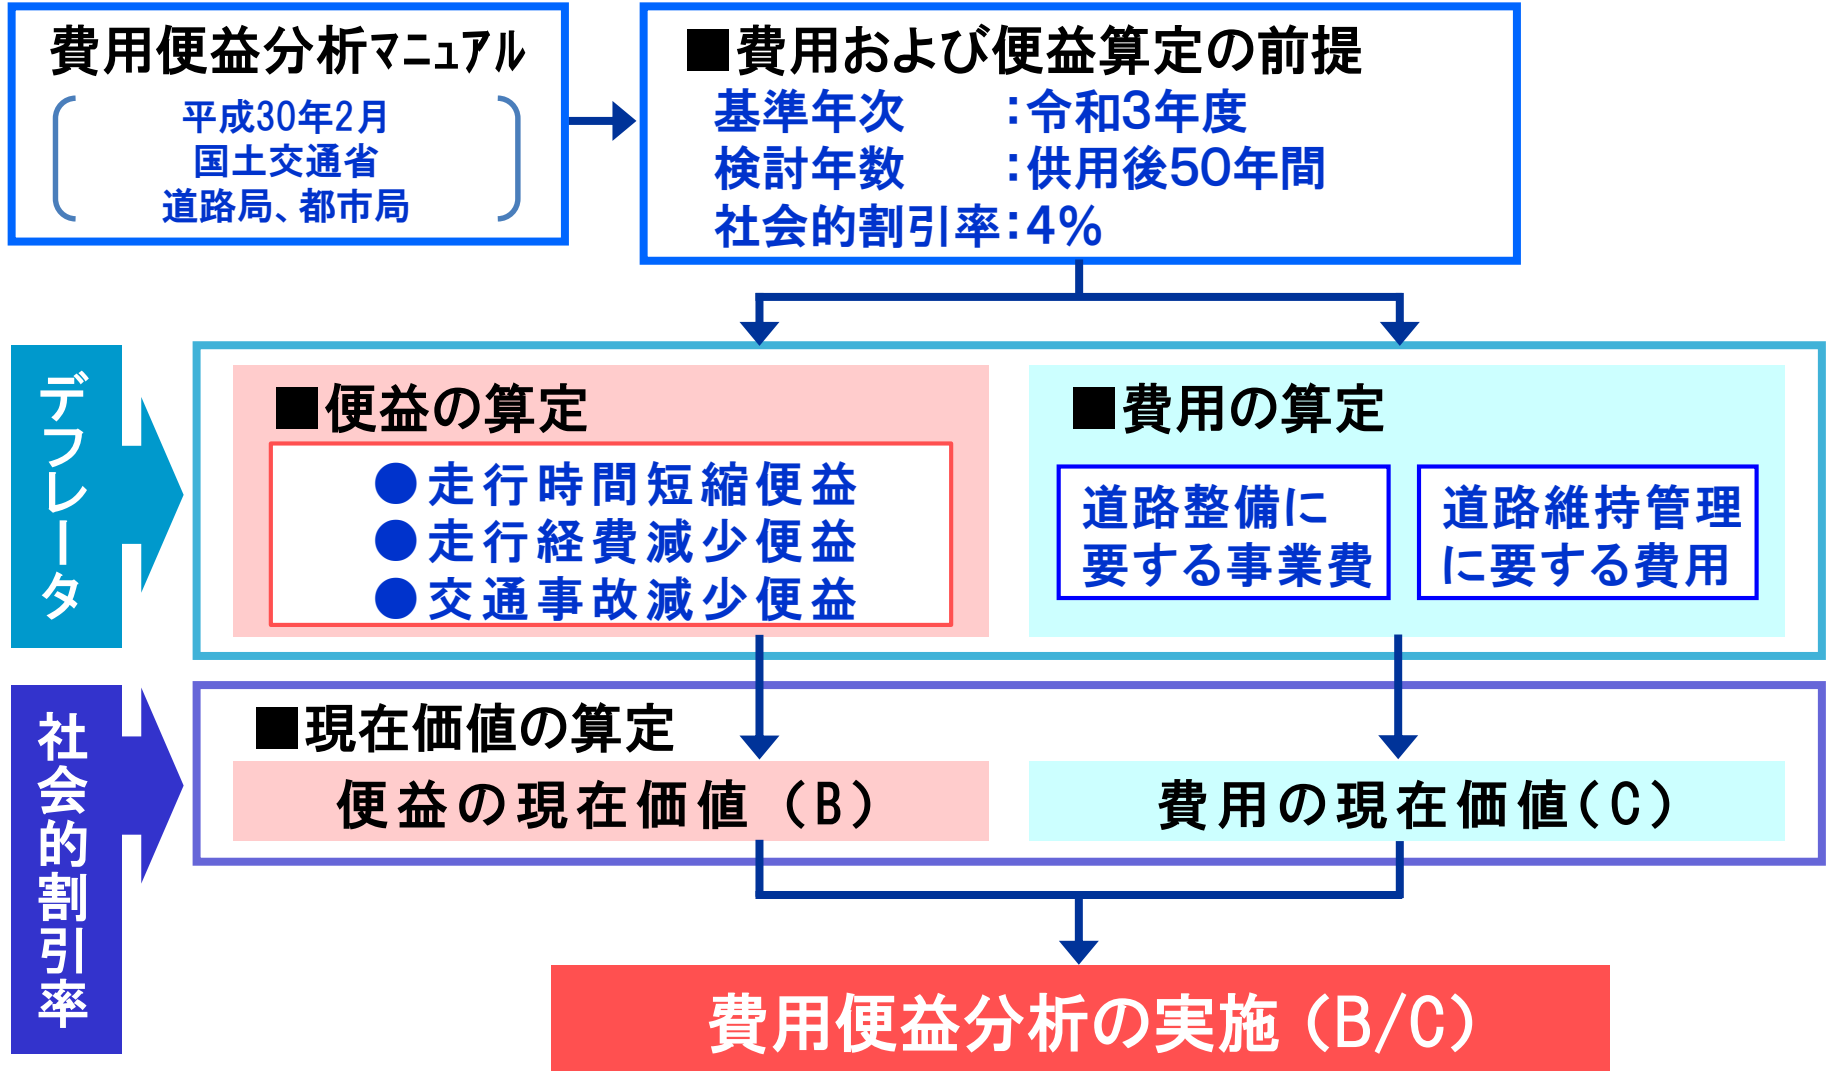 費用便益分析マニュアル
平成30年2月
国土交通省
道路局、都市局
■費用および便益算定の前提
基準年次　　：令和3年度
検討年数　　：供用後50年間
社会的割引率：4%
デフレータ
■便益の算定
●走行時間短縮便益
●走行経費減少便益
●交通事故減少便益
■費用の算定
道路整備に
要する事業費
道路維持管理
に要する費用
社会的割引率
■現在価値の算定
便益の現在価値（B）
費用の現在価値（C）
費用便益分析の実施（B/C）